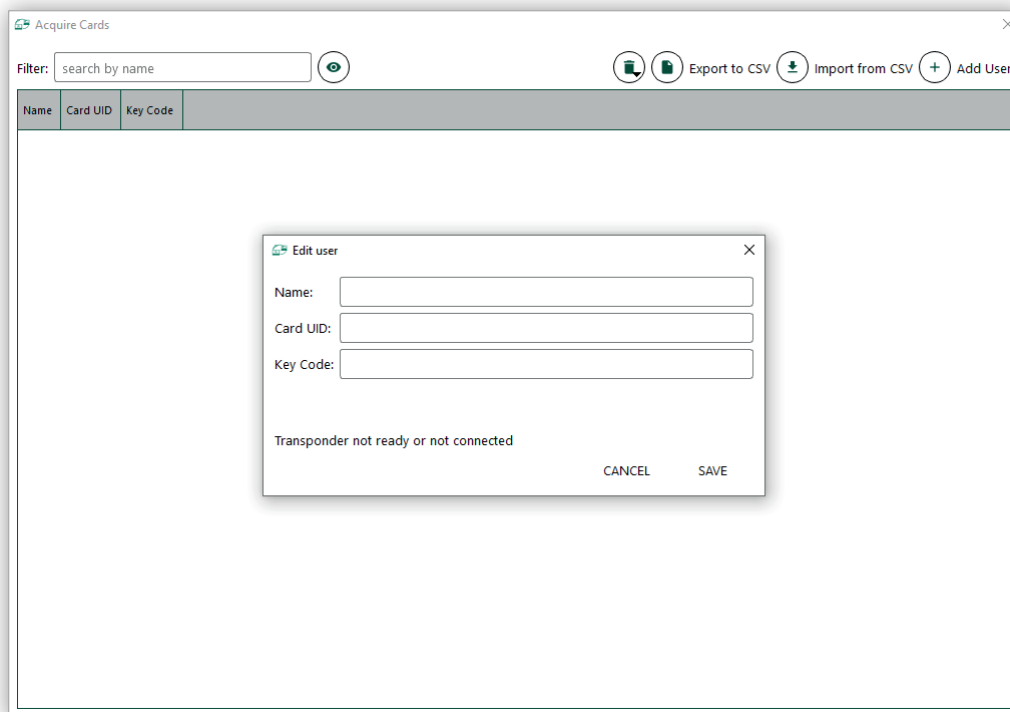 Acquire Cards
Filter: search by name Export to CSV Import from CSV Add User
Name Card UID Key Code
Edit user
Name:
Card UID:
Key Code:
Transponder not ready or not connected
CANCEL SAVE